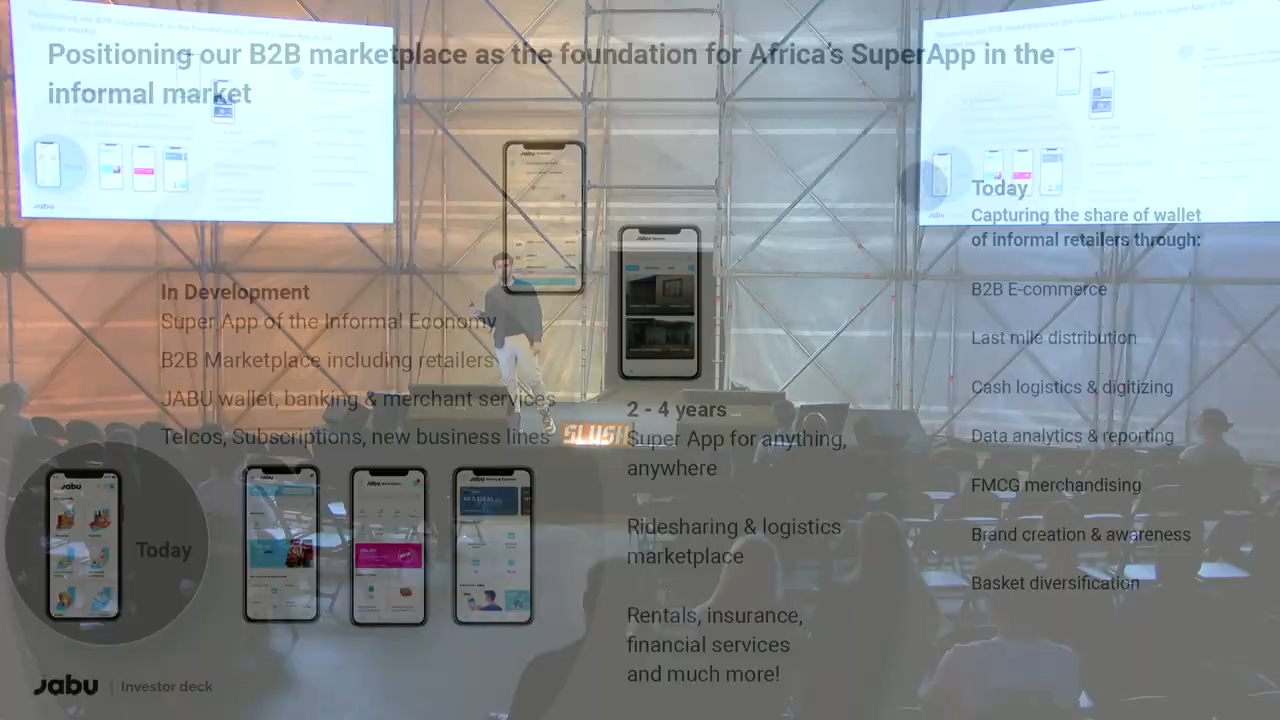 Positioning our B2B marketplace as the foundation for Africa's SuperApp in the
informal market
Today
Capturing the share of wallet
of informal retailers through:
B2B E-commerce
Last mile distribution
Cash logistics & digitizing
Data analytics & reporting
FMCG merchandising
Brand creation & awareness
Basket diversification
In Development
Super App of the Informal Economy
B2B Marketplace including retailers
JABU wallet, banking & merchant services
Telcos, Subscriptions, new business lines
2 - 4 years
Super App for anything,
anywhere
Ridesharing & logistics
marketplace
Rentals, insurance,
financial services
and much more!
SLUSH
Jabu
Today
Jabu | Investor deck